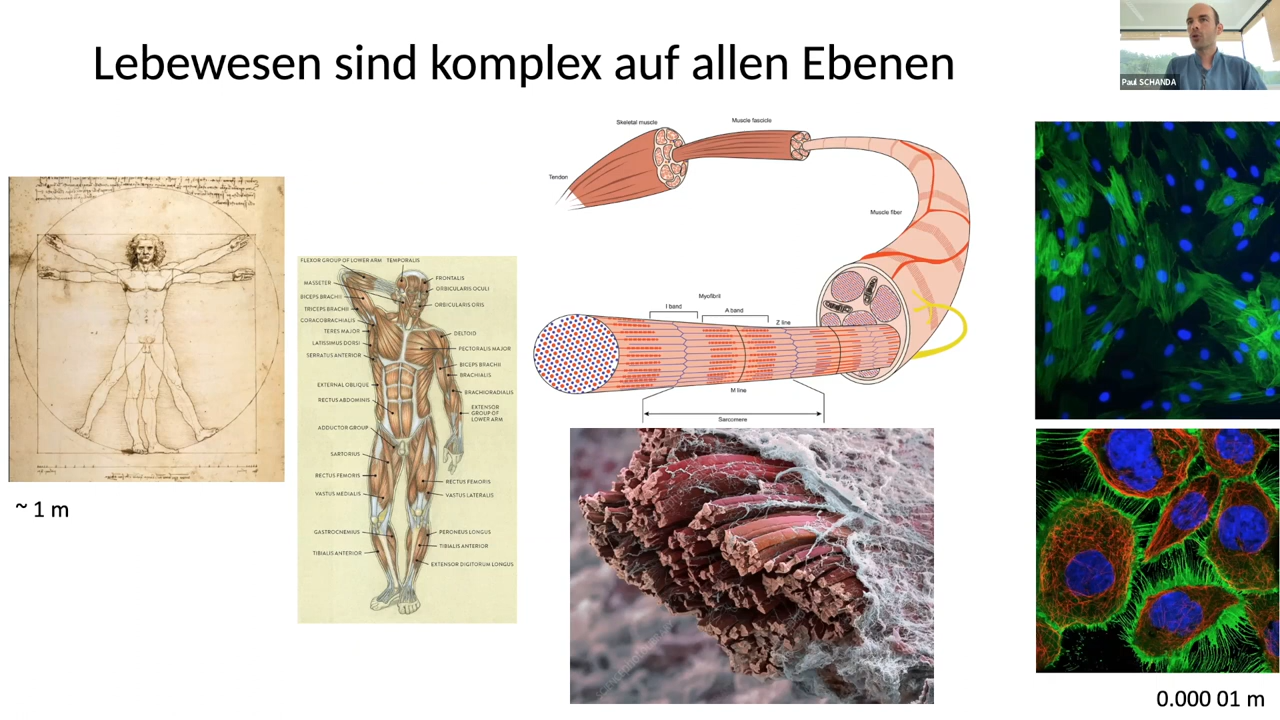 Lebewesen sind komplex auf allen Ebenen
Paul SCHANDA
~ 1 m
FLEXOR GROUP OF LOWER ARM
TEMPORALIS
MASSETER
BICEPS BRACHII
TRICEPS BRACHII
CORACOBRACHIALIS
TERES MAJOR
LATISSIMUS DORSI
SERRATUS ANTERIOR
EXTERNAL OBLIQUE
RECTUS ABDOMINIS
ADDUCTOR GROUP
SARTORIUS
RECTUS FEMORIS
VASTUS MEDIALIS
GASTROCNEMIUS
TIBIALIS ANTERIOR
FRONTALIS
ORBICULARIS OCULI
ORBICULARIS ORIS
DELTOID
PECTORALIS MAJOR
BICEPS BRACHII
BRACHIALIS
BRACHIORADIALIS
EXTENSOR
GROUP OF
LOWER ARM
RECTUS FEMORIS
VASTUS LATERALIS
PERONEUS LONGUS
TIBIALIS ANTERIOR
EXTENSOR DIGITORUM LONGUS
Skeletal muscle
Muscle fascicle
Tendon
Muscle fiber
Myofibril
I band
A band
Z line
M line
Sarcomere
0.000 01 m